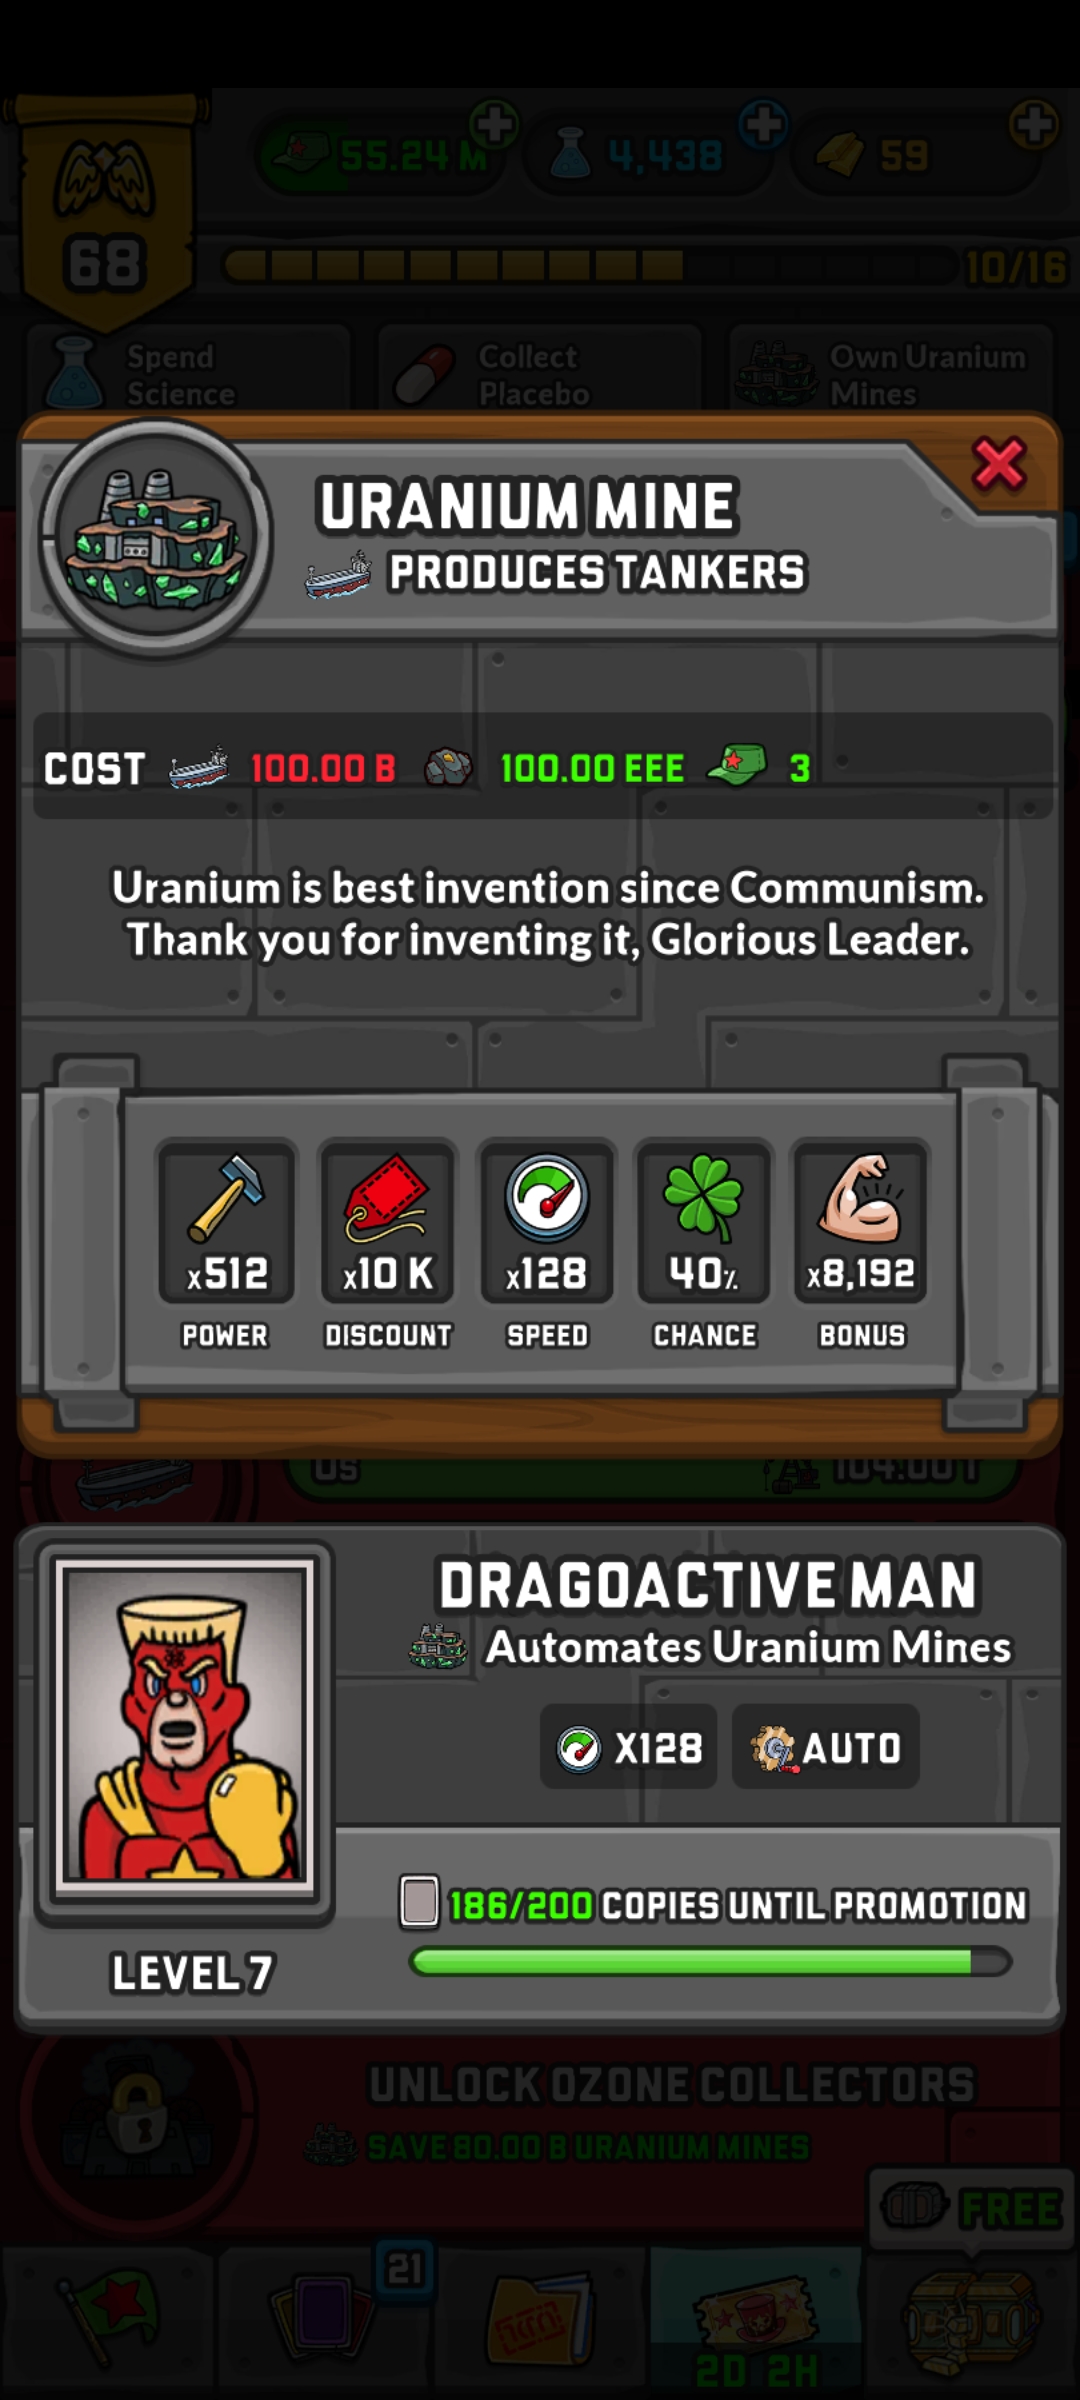 55.24 M
4,438
59
68
10/16
Spend
Science
Collect
Placebo
Own Uranium
Mines
URANIUM MINE
PRODUCES TANKERS
COST 100.00 B 100.00 EEE 3
Uranium is best invention since Communism.
Thank you for inventing it, Glorious Leader.
x512
x10 K
x128
40%
x8,192
POWER
DISCOUNT
SPEED
CHANCE
BONUS
US
DRAGOACTIVE MAN
Automates Uranium Mines
X128
AUTO
186/200 COPIES UNTIL PROMOTION
LEVEL 7
UNLOCK OZONE COLLECTORS
SAVE 80.00 B URANIUM MINES
FREE
21
2D 2H